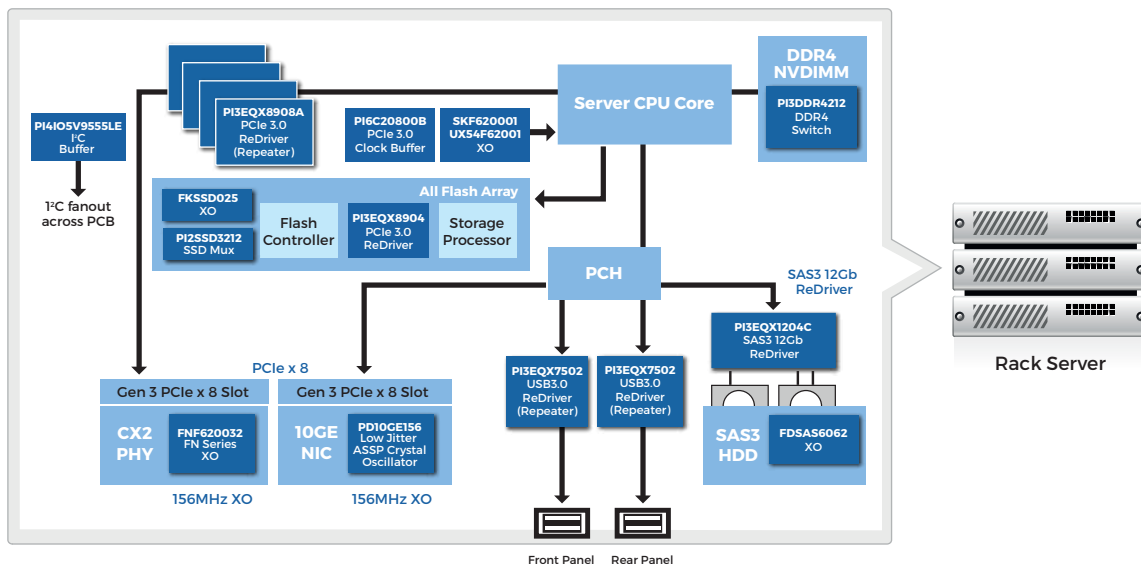 PI3EQX8908A
PCIe 3.0
ReDriver
(Repeater)
PI4IO5V9555LE
I²C
Buffer
1²C fanout
across PCB
PI6C20800B
PCIe 3.0
Clock Buffer
SKF620001
UX54F62001
XO
Server CPU Core
DDR4
NVDIMM
PI3DDR4212
DDR4
Switch
All Flash Array
FKSSD025
XO
PI2SSD3212
SSD Mux
Flash
Controller
PI3EQX8904
PCIe 3.0
ReDriver
Storage
Processor
PCH
SAS3 12Gb
ReDriver
PI3EQX1204C
SAS3 12Gb
ReDriver
PI3EQX7502
USB3.0
ReDriver
(Repeater)
PI3EQX7502
USB3.0
ReDriver
(Repeater)
PCIe x 8
Gen 3 PCIe x 8 Slot
CX2
PHY
FNF620032
FN Series
XO
156MHz XO
Gen 3 PCIe x 8 Slot
10GE
NIC
PD10GE156
Low Jitter
ASSP Crystal
Oscillator
156MHz XO
SAS3
HDD
FDSAS6062
XO
Front Panel
Rear Panel
Rack Server